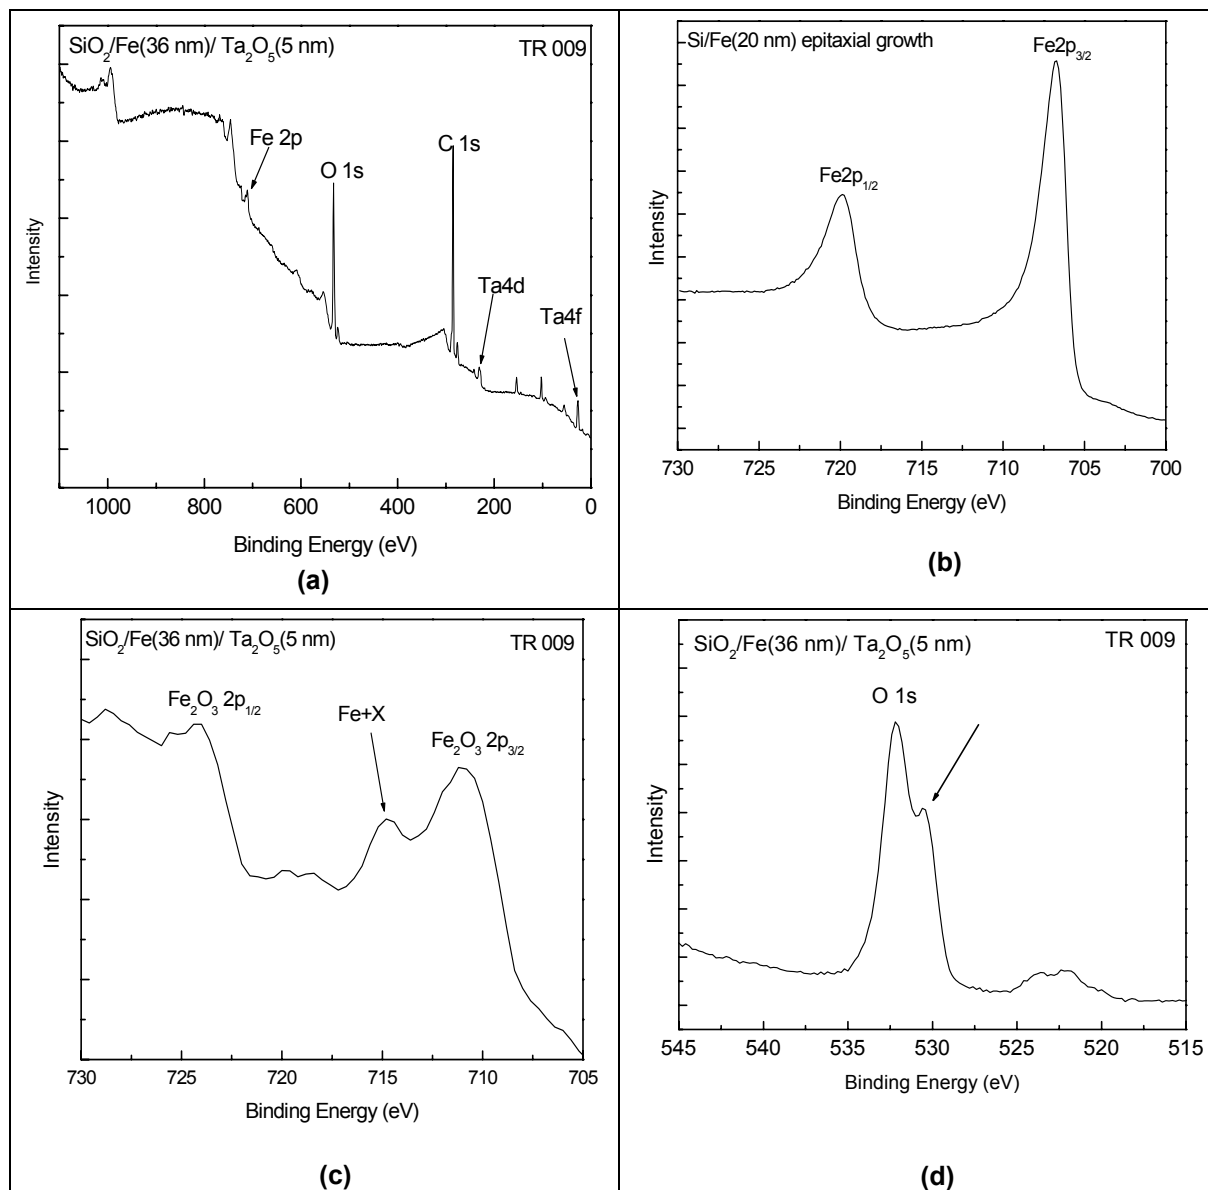 SiO2/Fe(36 nm)/ Ta2O5(5 nm) TR 009
Fe 2p
O 1s
C 1s
Ta4d
Ta4f
Intensity
1000 800 600 400 200 0
Binding Energy (eV)
(a)
Si/Fe(20 nm) epitaxial growth
Fe2p3/2
Fe2p1/2
Intensity
730 725 720 715 710 705 700
Binding Energy (eV)
(b)
SiO2/Fe(36 nm)/ Ta2O5(5 nm) TR 009
Fe2O3 2p1/2
Fe+X
Fe2O3 2p3/2
Intensity
730 725 720 715 710 705
Binding Energy (eV)
(c)
SiO2/Fe(36 nm)/ Ta2O5(5 nm) TR 009
O 1s
Intensity
545 540 535 530 525 520 515
Binding Energy (eV)
(d)